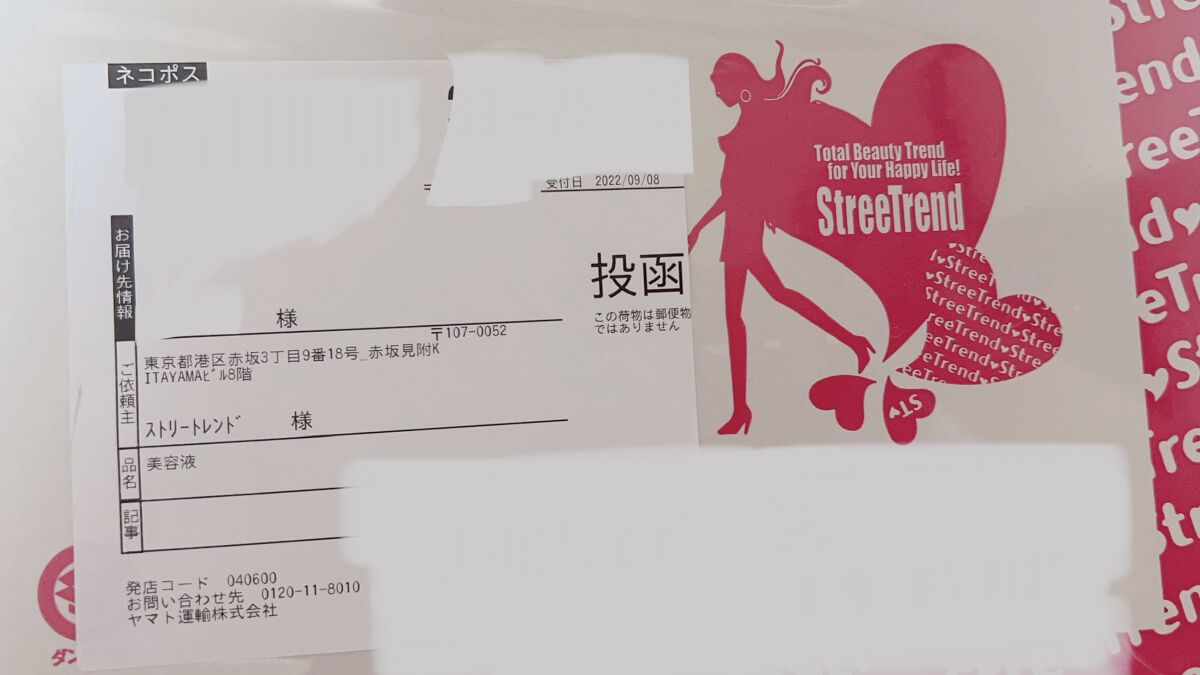 ネコポス
受付日 2022/09/08
お届け先情報
様
投函
この荷物は郵便物
ではありません
ご依頼主
〒107-0052
東京都港区赤坂3丁目9番18号_赤坂見附K
ITAYAMAビル8階
ストリートレンド 様
品名
美容液
記事
発店コード 040600
お問い合わせ先 0120-11-8010
ヤマト運輸株式会社
Total Beauty Trend
for Your Happy Life!
StreeTrend
StreeTrend
StreeTrend♥Stre
StreeTrend♥Stre
ST♥